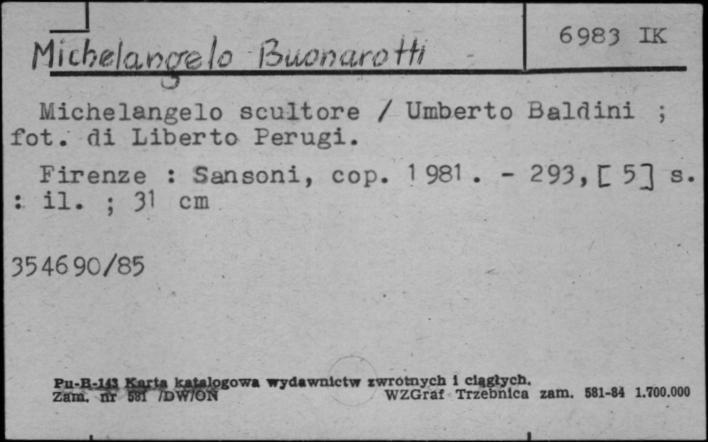 6983 IK
Michelangelo Buonarotti
Michelangelo scultore / Umberto Baldini ;
fot. di Liberto Perugi.
Firenze : Sansoni, cop. 1981. - 293,[5] s.
: il. ; 31 cm
354690/85
Pu-B-143 Karta katalogowa wydawnictw zwrotnych i ciągłych.
Zam. nr 581 /DW/ON WZGraf Trzebnica zam. 581-84 1.700.000